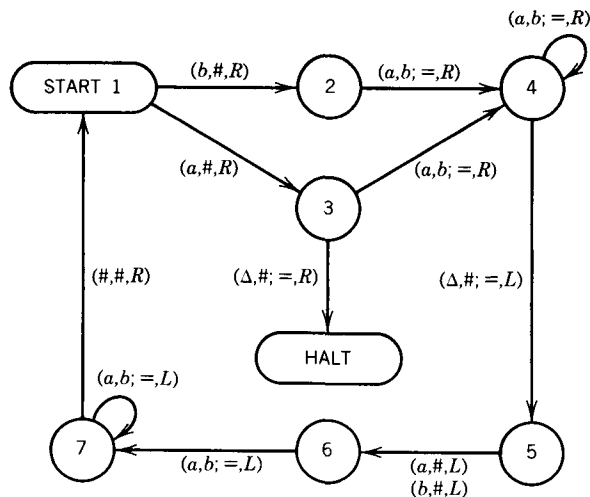 (a,b; =,R)
START 1
(b,#,R)
2
(a,b; =,R)
4
(a,#,R)
(a,b; =,R)
3
(#,#,R)
(Δ,#; =,R)
(Δ,#; =,L)
HALT
(a,b; =,L)
7
(a,b; =,L)
6
(a,#,L)
(b,#,L)
5